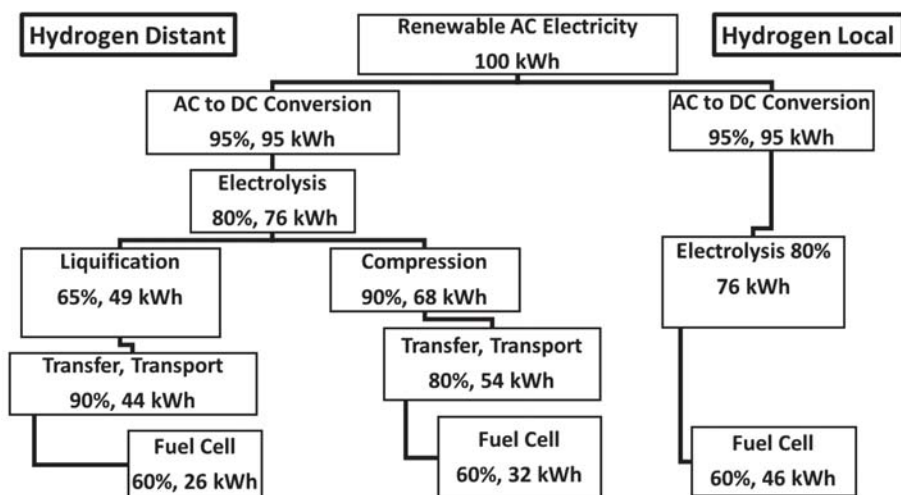 Hydrogen Distant
Renewable AC Electricity
100 kWh
Hydrogen Local
AC to DC Conversion
95%, 95 kWh
AC to DC Conversion
95%, 95 kWh
Electrolysis
80%, 76 kWh
Liquification
65%, 49 kWh
Compression
90%, 68 kWh
Electrolysis 80%
76 kWh
Transfer, Transport
90%, 44 kWh
Transfer, Transport
80%, 54 kWh
Fuel Cell
60%, 26 kWh
Fuel Cell
60%, 32 kWh
Fuel Cell
60%, 46 kWh